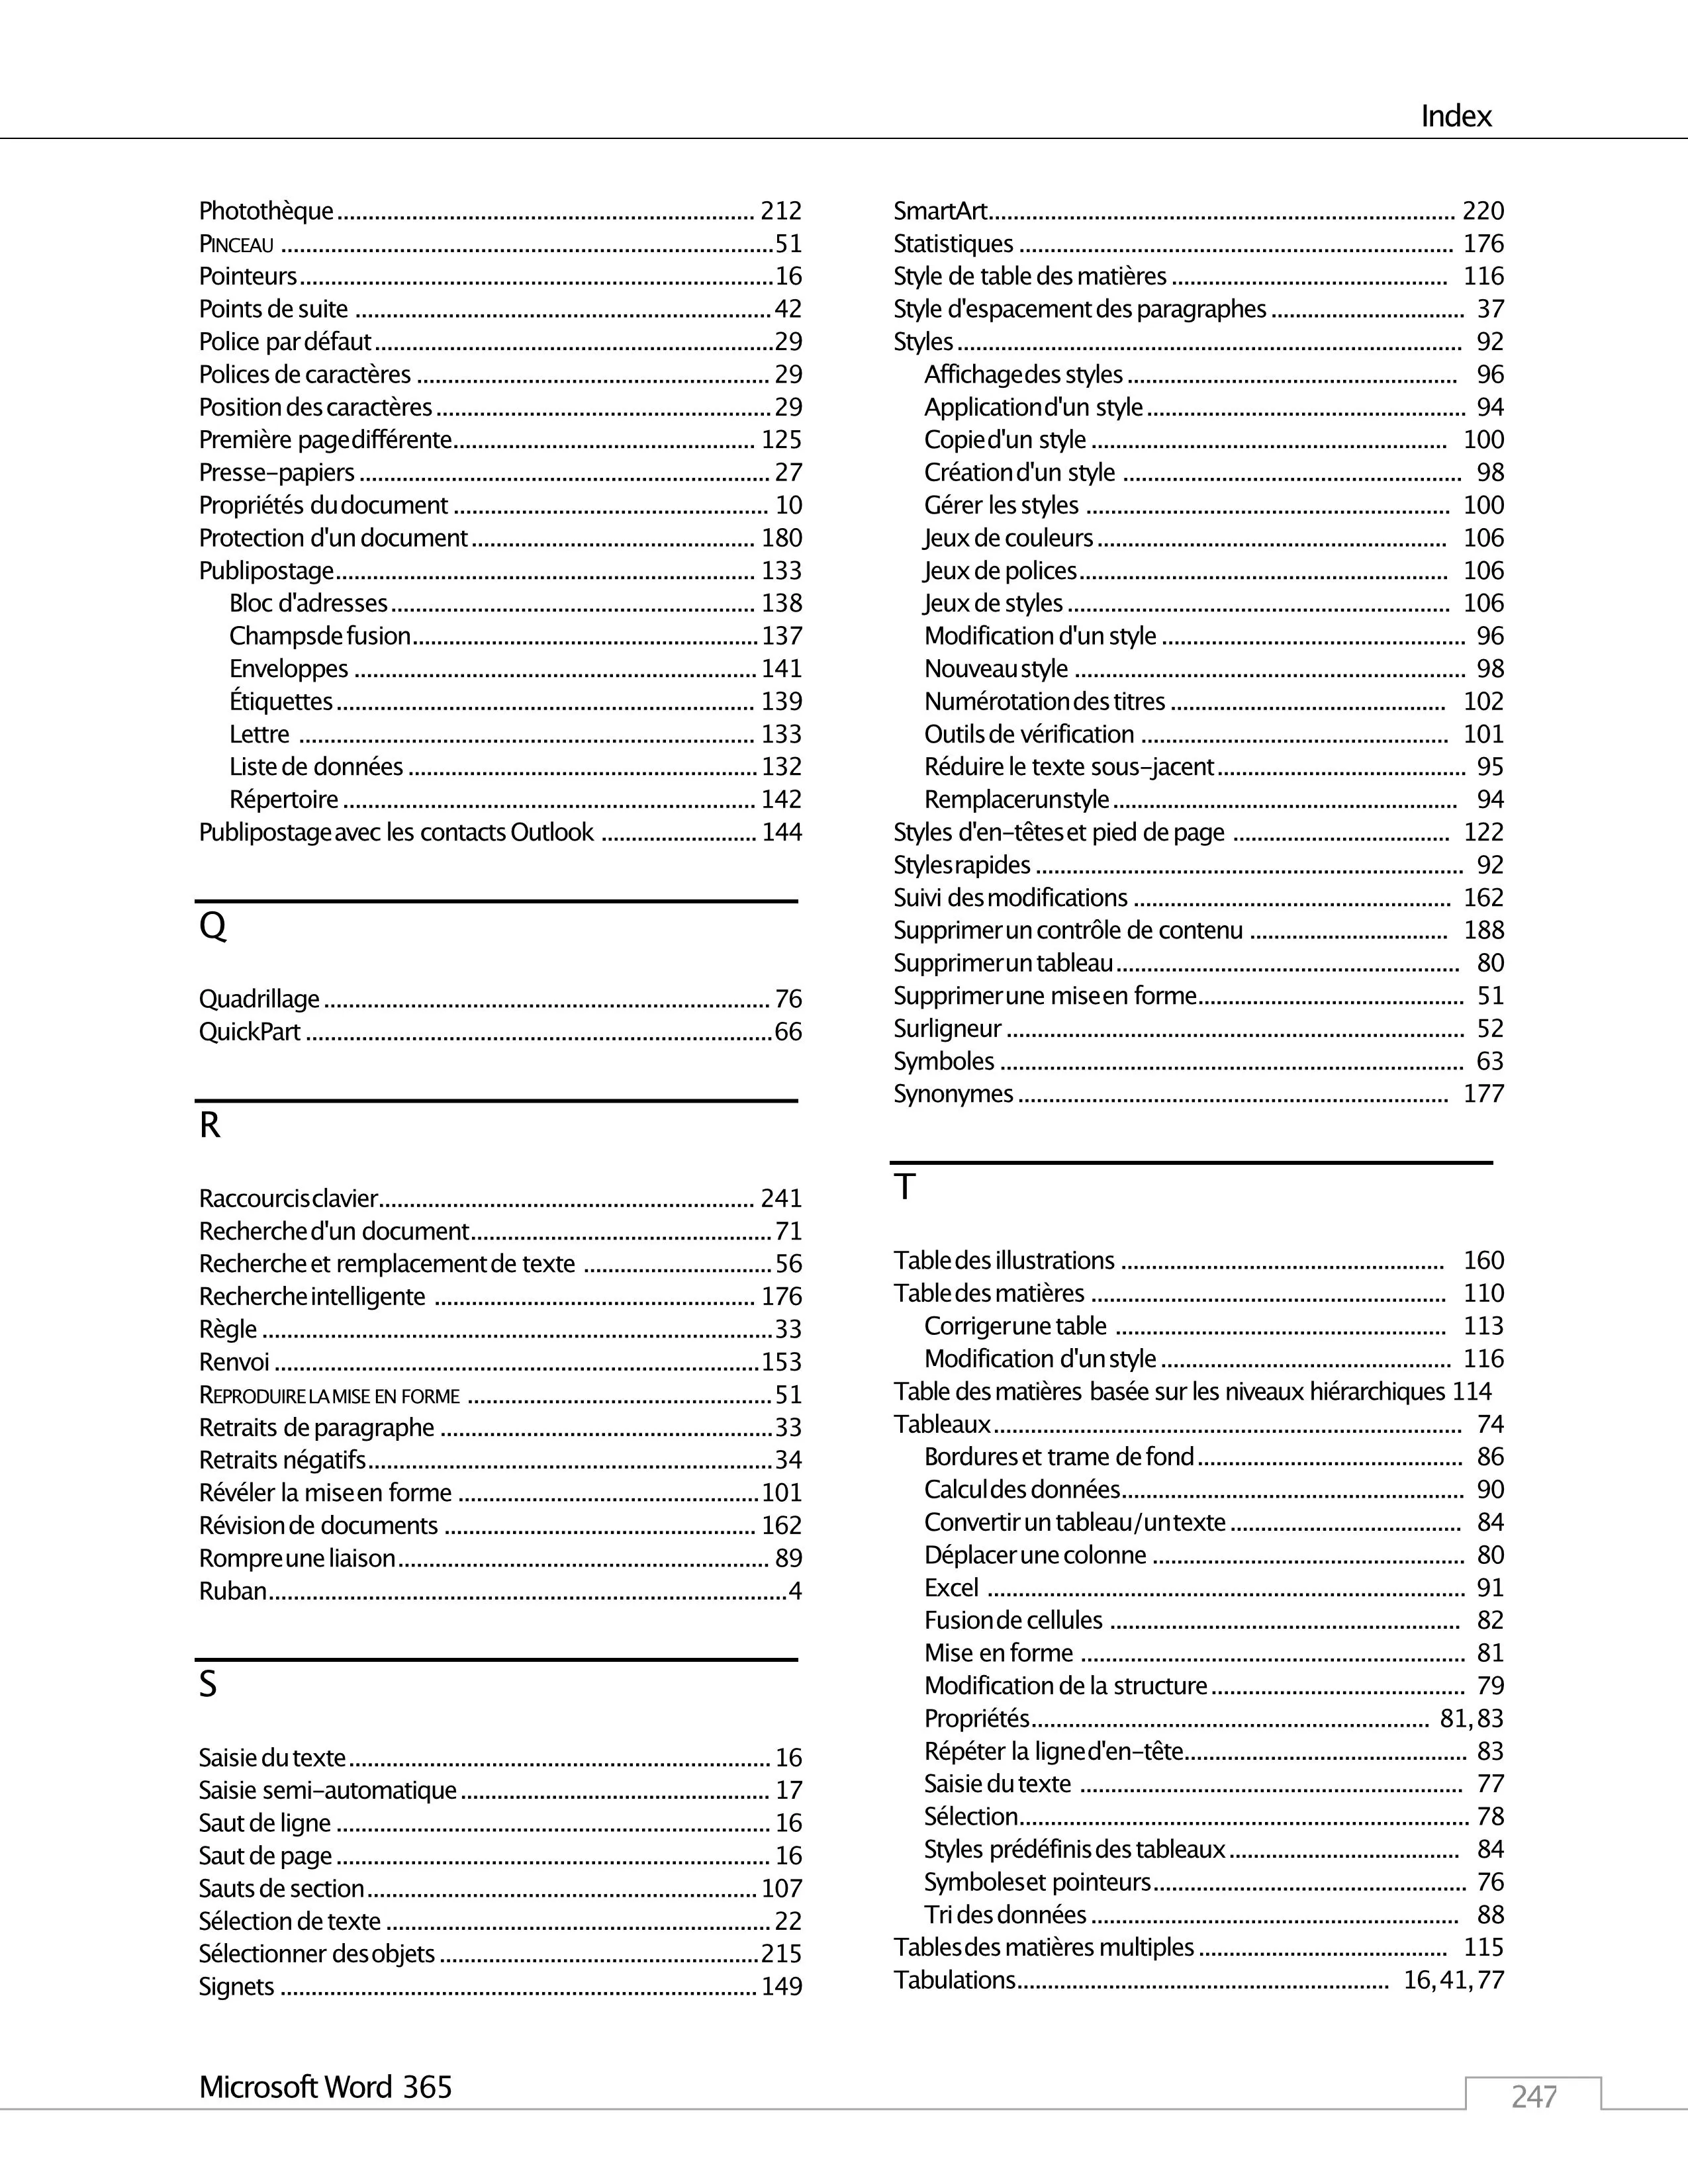 Index
Photothèque ........ 212
PINCEAU ........ 51
Pointeurs ........ 16
Points de suite ........ 42
Police par défaut ........ 29
Polices de caractères ........ 29
Position des caractères ........ 29
Première page différente ........ 125
Presse-papiers ........ 27
Propriétés du document ........ 10
Protection d'un document ........ 180
Publipostage ........ 133
Bloc d'adresses ........ 138
Champs de fusion ........ 137
Enveloppes ........ 141
Étiquettes ........ 139
Lettre ........ 133
Liste de données ........ 132
Répertoire ........ 142
Publipostage avec les contacts Outlook ........ 144
Q
Quadrillage ........ 76
QuickPart ........ 66
R
Raccourcis clavier ........ 241
Recherche d'un document ........ 71
Recherche et remplacement de texte ........ 56
Recherche intelligente ........ 176
Règle ........ 33
Renvoi ........ 153
REPRODUIRE LA MISE EN FORME ........ 51
Retraits de paragraphe ........ 33
Retraits négatifs ........ 34
Révéler la mise en forme ........ 101
Révision de documents ........ 162
Rompre une liaison ........ 89
Ruban ........ 4
S
Saisie du texte ........ 16
Saisie semi-automatique ........ 17
Saut de ligne ........ 16
Saut de page ........ 16
Sauts de section ........ 107
Sélection de texte ........ 22
Sélectionner des objets ........ 215
Signets ........ 149
SmartArt ........ 220
Statistiques ........ 176
Style de table des matières ........ 116
Style d'espacement des paragraphes ........ 37
Styles ........ 92
Affichage des styles ........ 96
Application d'un style ........ 94
Copie d'un style ........ 100
Création d'un style ........ 98
Gérer les styles ........ 100
Jeux de couleurs ........ 106
Jeux de polices ........ 106
Jeux de styles ........ 106
Modification d'un style ........ 96
Nouveau style ........ 98
Numérotation des titres ........ 102
Outils de vérification ........ 101
Réduire le texte sous-jacent ........ 95
Remplacer un style ........ 94
Styles d'en-têtes et pied de page ........ 122
Styles rapides ........ 92
Suivi des modifications ........ 162
Supprimer un contrôle de contenu ........ 188
Supprimer un tableau ........ 80
Supprimer une mise en forme ........ 51
Surligneur ........ 52
Symboles ........ 63
Synonymes ........ 177
T
Table des illustrations ........ 160
Table des matières ........ 110
Corriger une table ........ 113
Modification d'un style ........ 116
Table des matières basée sur les niveaux hiérarchiques 114
Tableaux ........ 74
Bordures et trame de fond ........ 86
Calcul des données ........ 90
Convertir un tableau/un texte ........ 84
Déplacer une colonne ........ 80
Excel ........ 91
Fusion de cellules ........ 82
Mise en forme ........ 81
Modification de la structure ........ 79
Propriétés ........ 81, 83
Répéter la ligne d'en-tête ........ 83
Saisie du texte ........ 77
Sélection ........ 78
Styles prédéfinis des tableaux ........ 84
Symboles et pointeurs ........ 76
Tri des données ........ 88
Tables des matières multiples ........ 115
Tabulations ........ 16, 41, 77
Microsoft Word 365
247